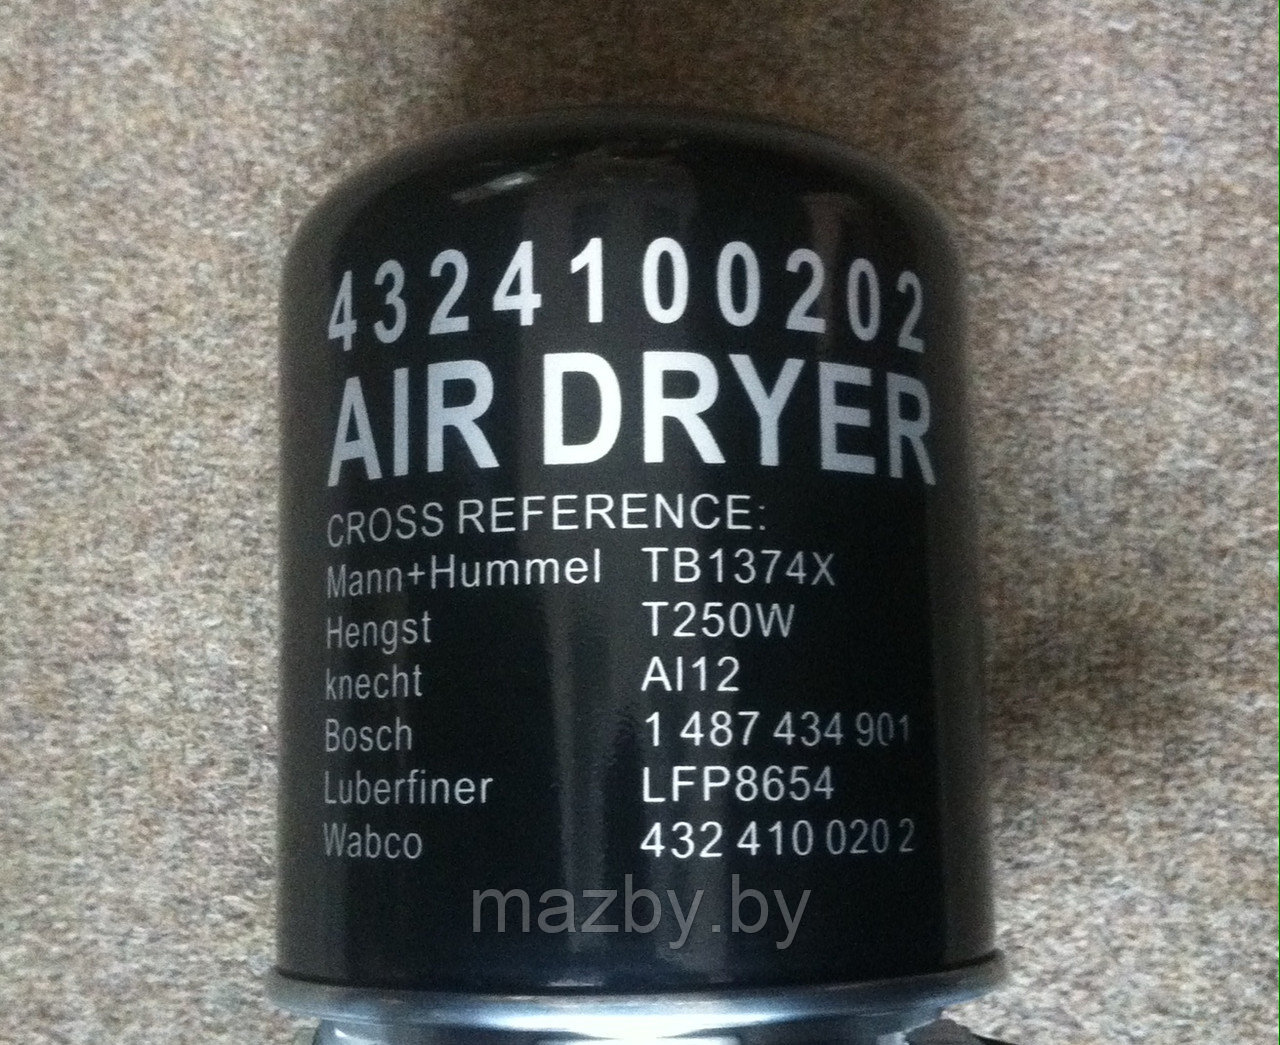 4324100202
AIR DRYER
CROSS REFERENCE:
Mann+Hummel TB1374X
Hengst T250W
knecht AI12
Bosch 1 487 434 901
Luberfiner LFP8654
Wabco 432 410 020 2
mazby.by